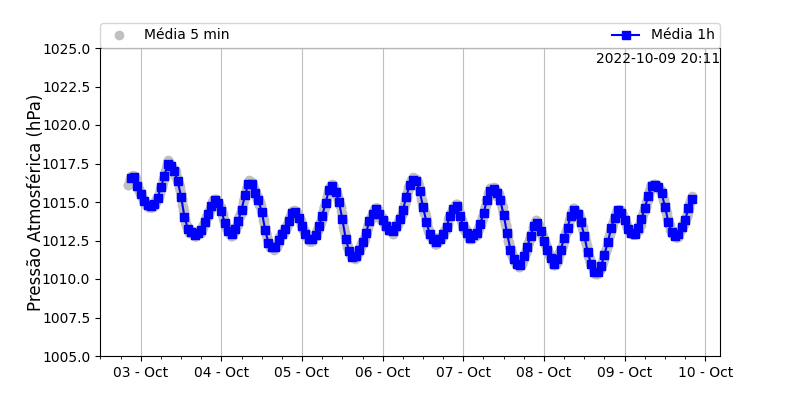 Média 5 min
Média 1h
2022-10-09 20:11
Pressão Atmosférica (hPa)
1025.0
1022.5
1020.0
1017.5
1015.0
1012.5
1010.0
1007.5
1005.0
03 - Oct
04 - Oct
05 - Oct
06 - Oct
07 - Oct
08 - Oct
09 - Oct
10 - Oct